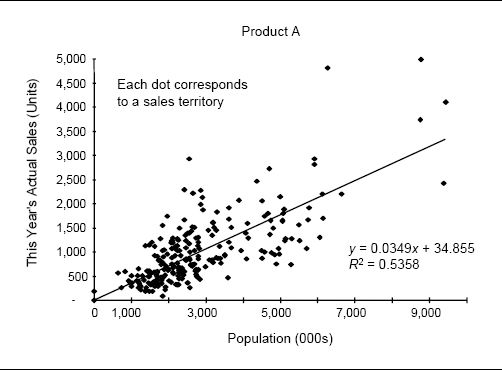 Product A
This Year's Actual Sales (Units)
5,000
4,500
4,000
3,500
3,000
2,500
2,000
1,500
1,000
500
-
Each dot corresponds
to a sales territory
y = 0.0349x + 34.855
R² = 0.5358
0 1,000 3,000 5,000 7,000 9,000
Population (000s)